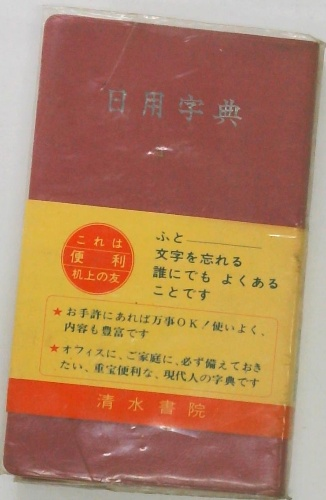 日用字典
これは
便利
机上の友
ふと
文字を忘れる
誰にでも よくある
ことです
★お手許にあれば万事OK!使いよく、
内容も豊富です
★オフィスに、ご家庭に、必ず備えておき
たい、重宝便利な、現代人の字典です
清水書院